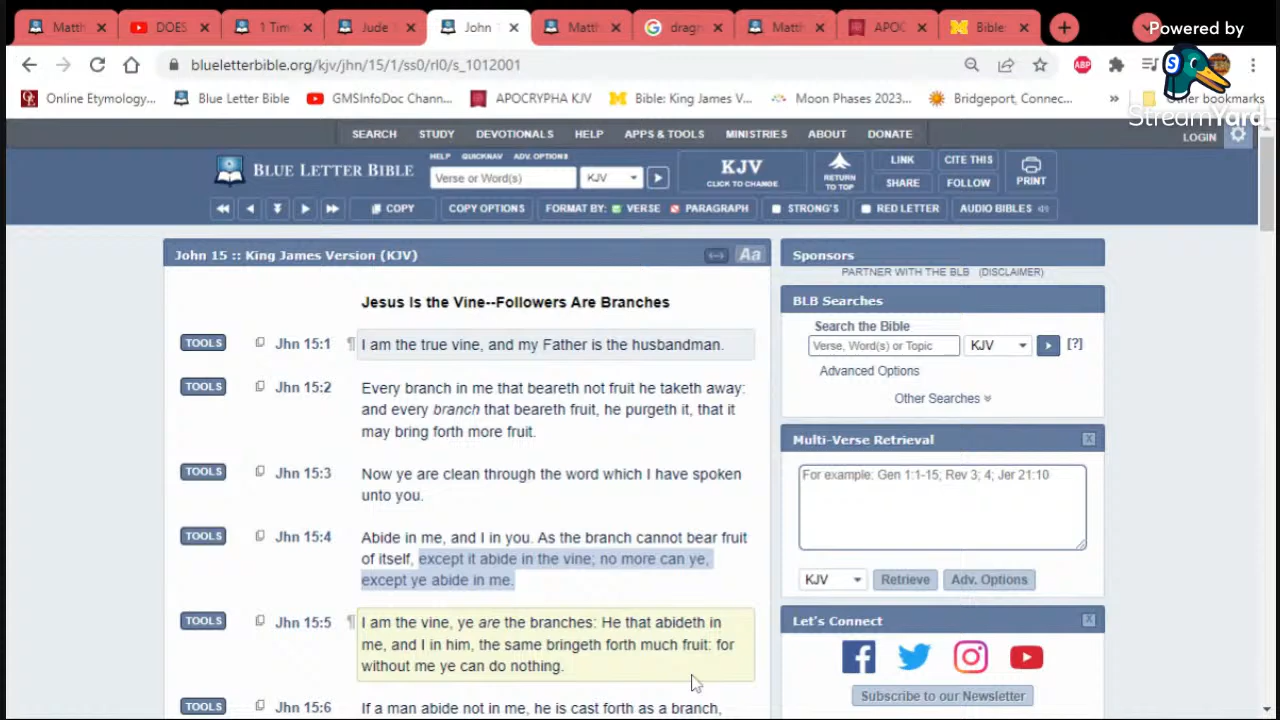 Matth
DOES
1 Tim
Jude
John
Matth
dragn
Matth
APOC
Bible:
Powered by
blueletterbible.org/kjv/jhn/15/1/ss0/rl0/s_1012001
ABP
S
Online Etymology...
Blue Letter Bible
GMSInfoDoc Chann...
APOCRYPHA KJV
Bible: King James V...
Moon Phases 2023...
Bridgeport, Connec...
»
Other bookmarks
StreamYard
SEARCH STUDY DEVOTIONALS HELP APPS & TOOLS MINISTRIES ABOUT DONATE
LOGIN
BLUE LETTER BIBLE
HELP QUICKNAV ADV. OPTIONS
Verse or Word(s)
KJV
KJV
CLICK TO CHANGE
RETURN
TO TOP
LINK
CITE THIS
SHARE
FOLLOW
PRINT
COPY
COPY OPTIONS
FORMAT BY: VERSE PARAGRAPH
STRONG'S
RED LETTER
AUDIO BIBLES
John 15 :: King James Version (KJV)
Aa
Jesus Is the Vine--Followers Are Branches
TOOLS Jhn 15:1 ¶ I am the true vine, and my Father is the husbandman.
TOOLS Jhn 15:2 Every branch in me that beareth not fruit he taketh away:
and every branch that beareth fruit, he purgeth it, that it
may bring forth more fruit.
TOOLS Jhn 15:3 Now ye are clean through the word which I have spoken
unto you.
TOOLS Jhn 15:4 Abide in me, and I in you. As the branch cannot bear fruit
of itself, except it abide in the vine; no more can ye,
except ye abide in me.
TOOLS Jhn 15:5 ¶ I am the vine, ye are the branches: He that abideth in
me, and I in him, the same bringeth forth much fruit: for
without me ye can do nothing.
TOOLS Jhn 15:6 If a man abide not in me, he is cast forth as a branch,
Sponsors
PARTNER WITH THE BLB (DISCLAIMER)
BLB Searches
Search the Bible
Verse, Word(s) or Topic
KJV
[?]
Advanced Options
Other Searches
Multi-Verse Retrieval
X
For example: Gen 1:1-15; Rev 3; 4; Jer 21:10
KJV
Retrieve
Adv. Options
Let's Connect
X
Subscribe to our Newsletter